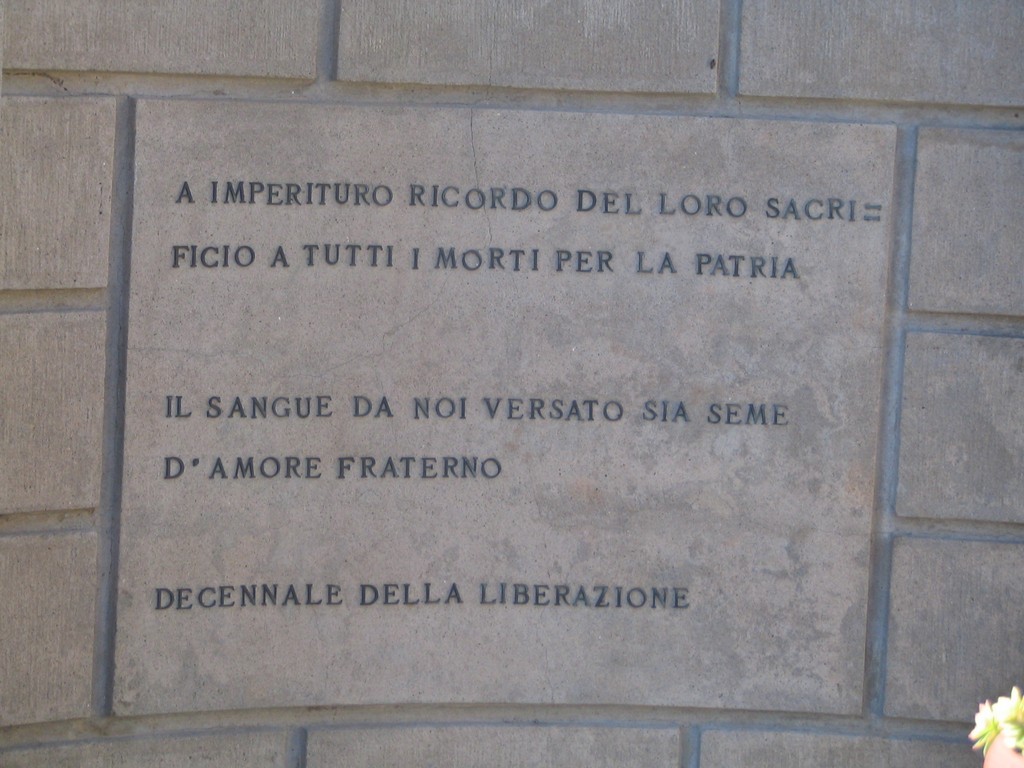 A IMPERITURO RICORDO DEL LORO SACRI=
FICIO A TUTTI I MORTI PER LA PATRIA
IL SANGUE DA NOI VERSATO SIA SEME
D'AMORE FRATERNO
DECENNALE DELLA LIBERAZIONE